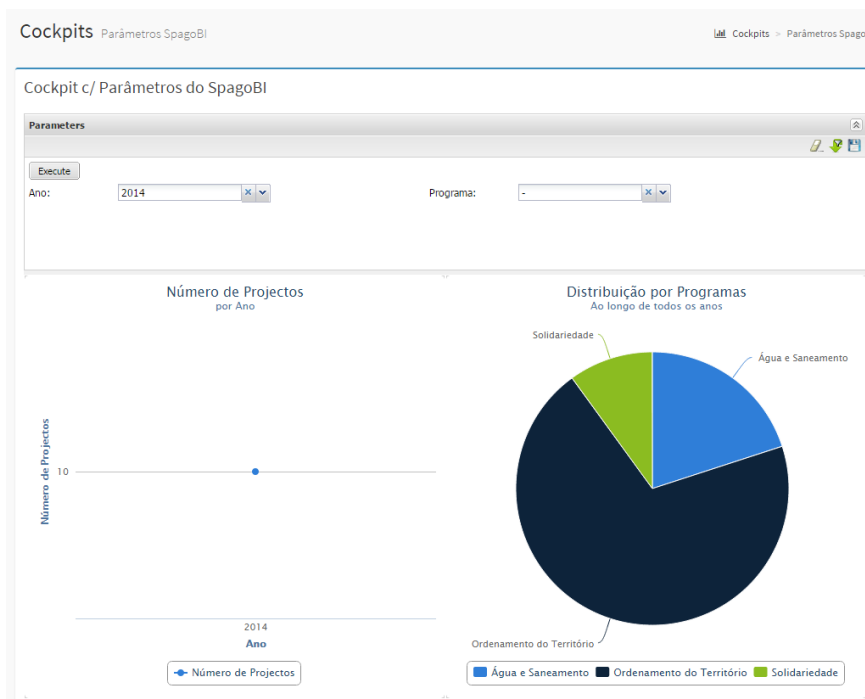 Cockpits Parâmetros SpagoBI
Cockpits > Parâmetros Spago
Cockpit c/ Parâmetros do SpagoBI
Parameters
Execute
Ano: 2014 Programa: -
Número de Projectos
por Ano
Número de Projectos
10
2014
Ano
Número de Projectos
Distribuição por Programas
Ao longo de todos os anos
Solidariedade
Água e Saneamento
Ordenamento do Território
Água e Saneamento Ordenamento do Território Solidariedade